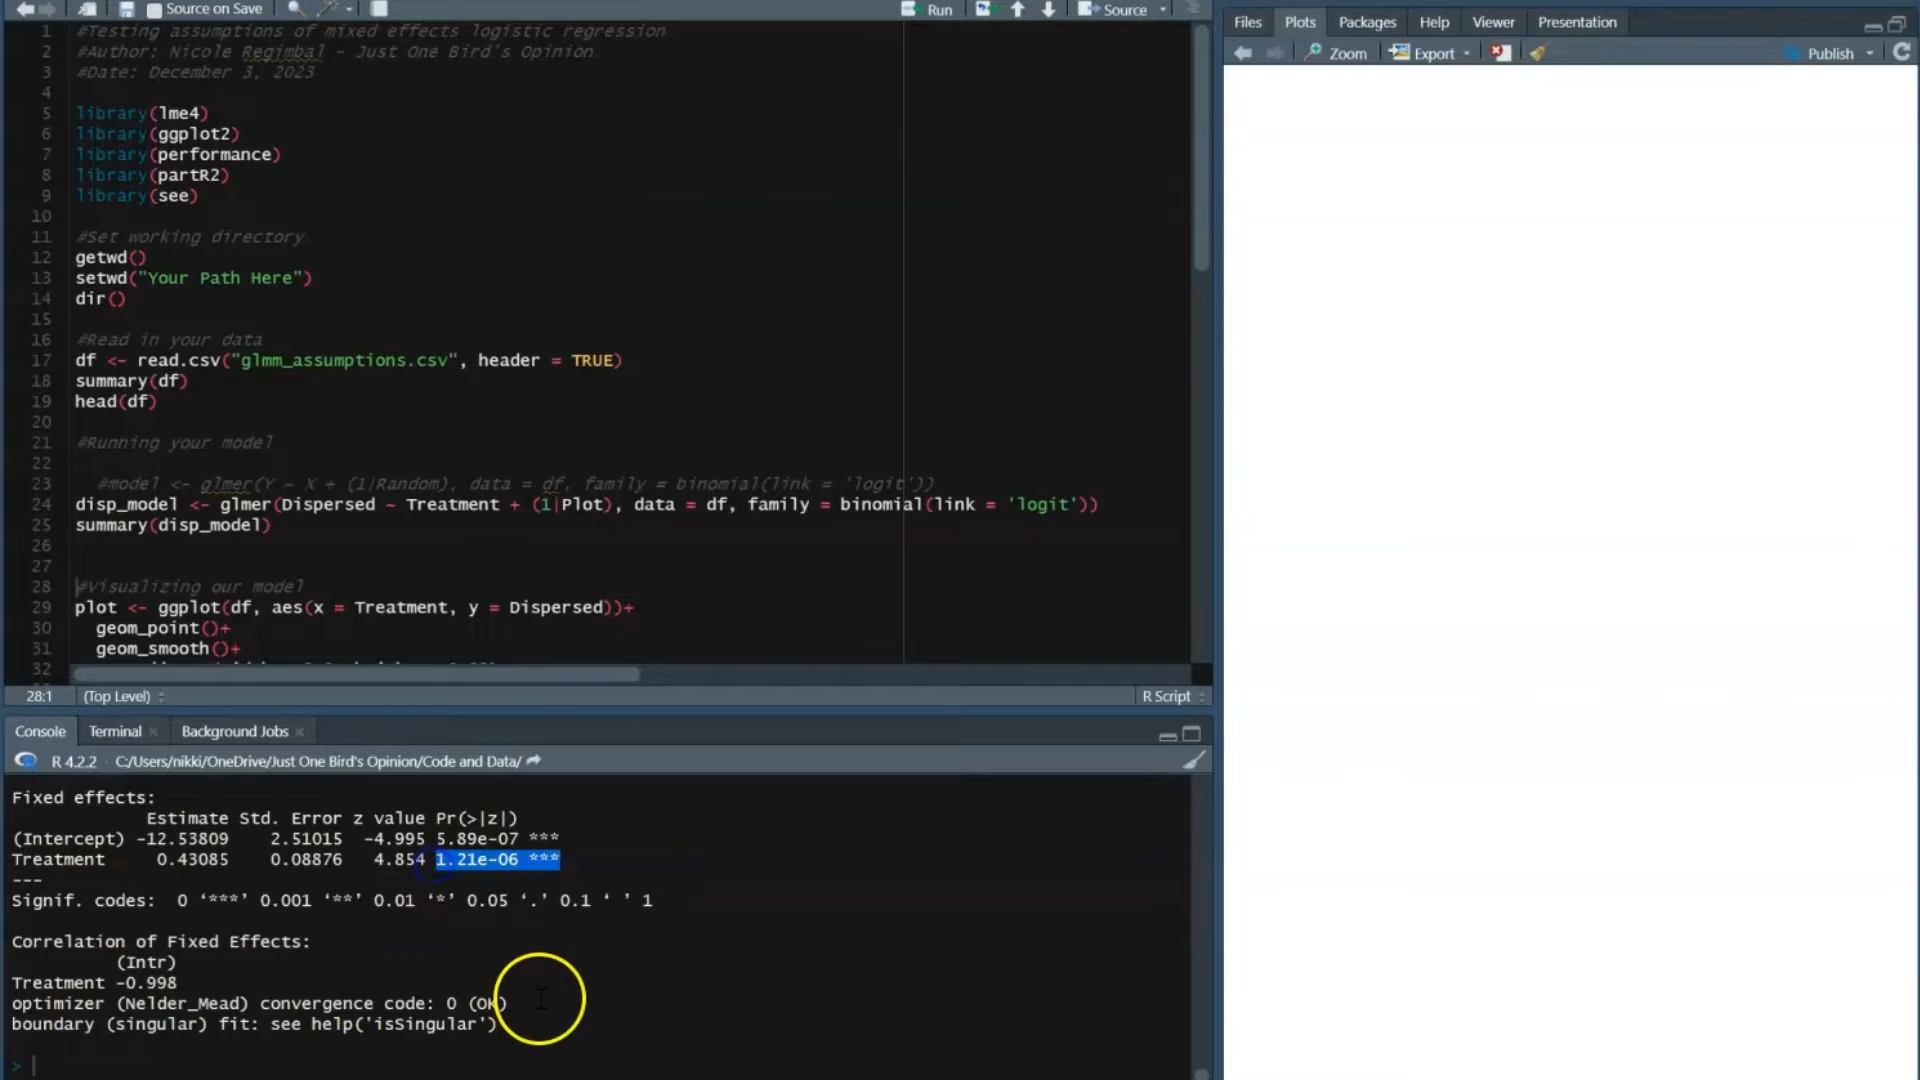 Source on Save
Run
Source
1 #Testing assumptions of mixed effects logistic regression
2 #Author: Nicole Regimbal - Just One Bird's Opinion
3 #Date: December 3, 2023
4
5 library(lme4)
6 library(ggplot2)
7 library(performance)
8 library(partR2)
9 library(see)
10
11 #Set working directory
12 getwd()
13 setwd("Your Path Here")
14 dir()
15
16 #Read in your data
17 df <- read.csv("glmm_assumptions.csv", header = TRUE)
18 summary(df)
19 head(df)
20
21 #Running your model
22
23 #model <- glmer(Y ~ X + (1|Random), data = df, family = binomial(link = 'logit'))
24 disp_model <- glmer(Dispersed ~ Treatment + (1|Plot), data = df, family = binomial(link = 'logit'))
25 summary(disp_model)
26
27
28 #Visualizing our model
29 plot <- ggplot(df, aes(x = Treatment, y = Dispersed))+
30 geom_point()+
31 geom_smooth()+
32
28:1 (Top Level) R Script
Console Terminal Background Jobs
R 4.2.2 · C:/Users/nikki/OneDrive/Just One Bird's Opinion/Code and Data/
Fixed effects:
Estimate Std. Error z value Pr(>|z|)
(Intercept) -12.53809 2.51015 -4.995 5.89e-07 ***
Treatment 0.43085 0.08876 4.854 1.21e-06 ***
---
Signif. codes: 0 ‘***’ 0.001 ‘**’ 0.01 ‘*’ 0.05 ‘.’ 0.1 ‘ ’ 1
Correlation of Fixed Effects:
(Intr)
Treatment -0.998
optimizer (Nelder_Mead) convergence code: 0 (OK)
boundary (singular) fit: see help('isSingular')
>
Files Plots Packages Help Viewer Presentation
Zoom Export Publish